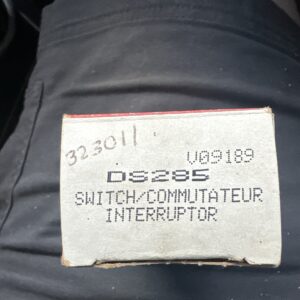 323011
V09189
DS285
SWITCH/COMMUTATEUR
INTERRUPTOR